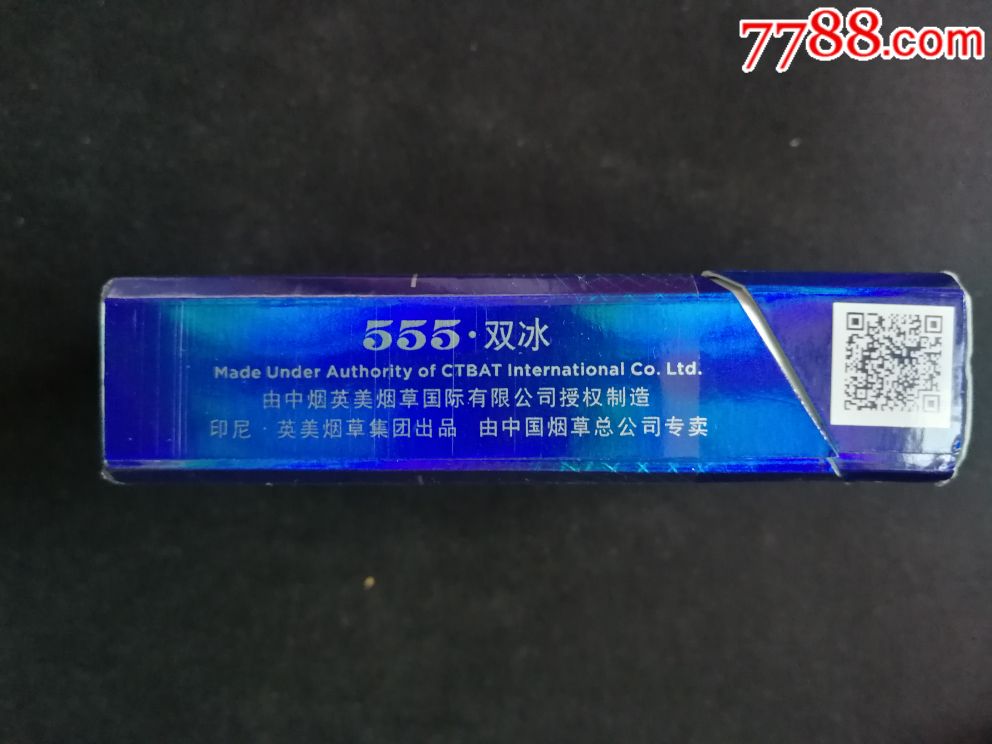 7788.com
555·双冰
Made Under Authority of CTBAT International Co. Ltd.
由中烟英美烟草国际有限公司授权制造
印尼·英美烟草集团出品 由中国烟草总公司专卖